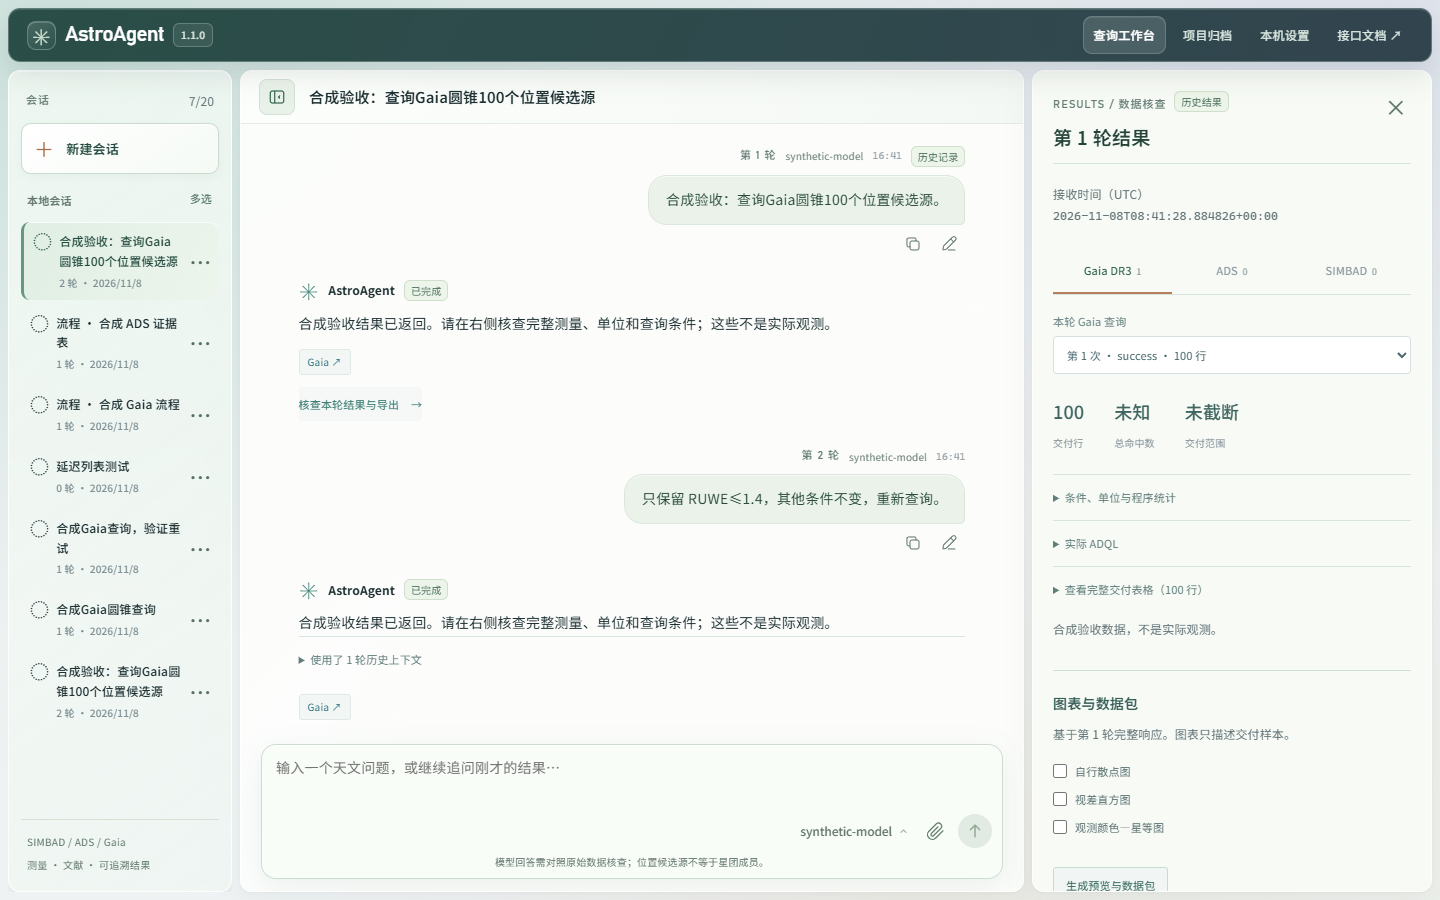 AstroAgent 1.1.0
查询工作台
项目归档
本机设置
接口文档 ↗
会话 7/20
新建会话
本地会话 多选
合成验收：查询Gaia
圆锥100个位置候选源
2 轮 · 2026/11/8
流程 · 合成 ADS 证据
表
1 轮 · 2026/11/8
流程 · 合成 Gaia 流程
1 轮 · 2026/11/8
延迟列表测试
0 轮 · 2026/11/8
合成Gaia查询，验证重
试
1 轮 · 2026/11/8
合成Gaia圆锥查询
1 轮 · 2026/11/8
合成验收：查询Gaia圆
锥100个位置候选源
2 轮 · 2026/11/8
SIMBAD / ADS / Gaia
测量 · 文献 · 可追溯结果
合成验收：查询Gaia圆锥100个位置候选源
第 1 轮 synthetic-model 16:41 历史记录
合成验收：查询Gaia圆锥100个位置候选源。
AstroAgent 已完成
合成验收结果已返回。请在右侧核查完整测量、单位和查询条件；这些不是实际观测。
Gaia ↗
核查本轮结果与导出 →
第 2 轮 synthetic-model 16:41
只保留 RUWE≤1.4，其他条件不变，重新查询。
AstroAgent 已完成
合成验收结果已返回。请在右侧核查完整测量、单位和查询条件；这些不是实际观测。
▶ 使用了 1 轮历史上下文
Gaia ↗
输入一个天文问题，或继续追问刚才的结果…
synthetic-model
模型回答需对照原始数据核查；位置候选源不等于星团成员。
RESULTS / 数据核查 历史结果
第 1 轮结果
接收时间（UTC）
2026-11-08T08:41:28.884826+00:00
Gaia DR3 1
ADS 0
SIMBAD 0
本轮 Gaia 查询
第 1 次 · success · 100 行
100 未知 未截断
交付行 总命中数 交付范围
▶ 条件、单位与程序统计
▶ 实际 ADQL
▶ 查看完整交付表格（100 行）
合成验收数据，不是实际观测。
图表与数据包
基于第 1 轮完整响应。图表只描述交付样本。
自行散点图
视差直方图
观测颜色—星等图
生成预览与数据包